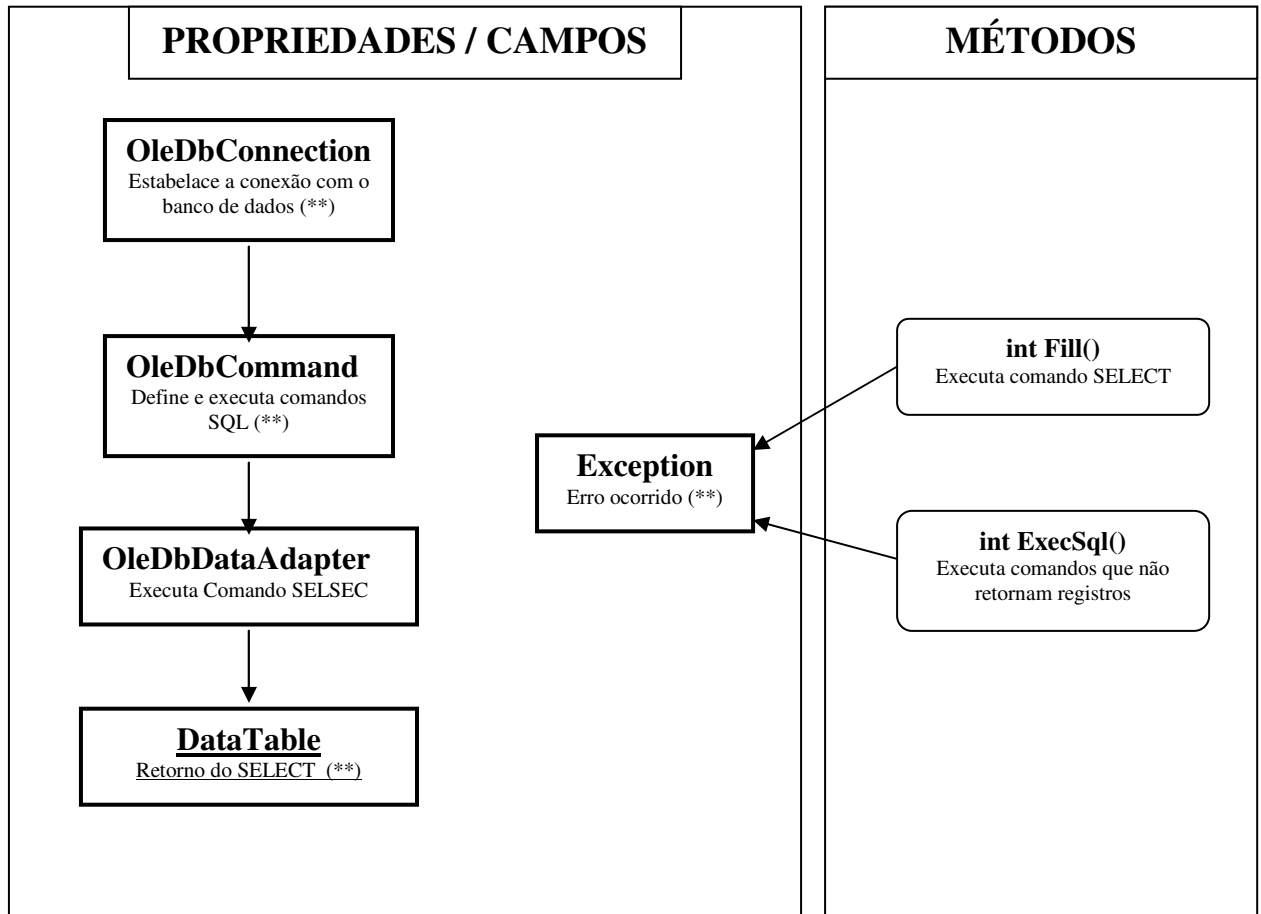 PROPRIEDADES / CAMPOS
OleDbConnection
Estabelace a conexão com o
banco de dados (**)
OleDbCommand
Define e executa comandos
SQL (**)
OleDbDataAdapter
Executa Comando SELSEC
DataTable
Retorno do SELECT (**)
Exception
Erro ocorrido (**)
MÉTODOS
int Fill()
Executa comando SELECT
int ExecSql()
Executa comandos que não
retornam registros